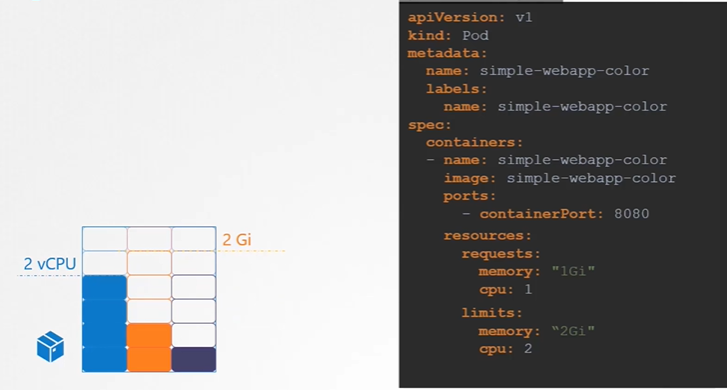 2 Gi
2 vCPU
apiVersion: v1
kind: Pod
metadata:
  name: simple-webapp-color
  labels:
    name: simple-webapp-color
spec:
  containers:
  - name: simple-webapp-color
    image: simple-webapp-color
    ports:
      - containerPort: 8080
    resources:
      requests:
        memory: "1Gi"
        cpu: 1
      limits:
        memory: "2Gi"
        cpu: 2